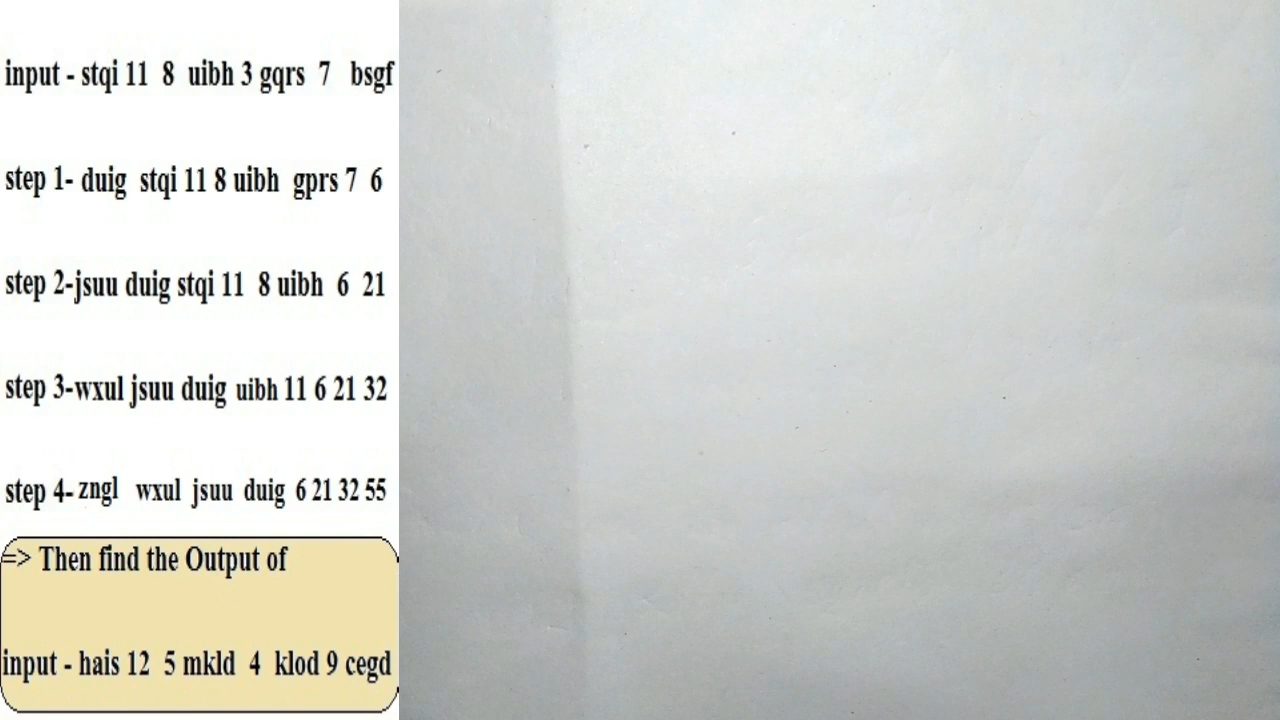 input - stqi 11 8 uibh 3 gqrs 7 bsgf
step 1- duig stqi 11 8 uibh gprs 7 6
step 2-jsuu duig stqi 11 8 uibh 6 21
step 3-wxul jsuu duig uibh 11 6 21 32
step 4- zngl wxul jsuu duig 6 21 32 55
=> Then find the Output of
input - hais 12 5 mkld 4 klod 9 cegd